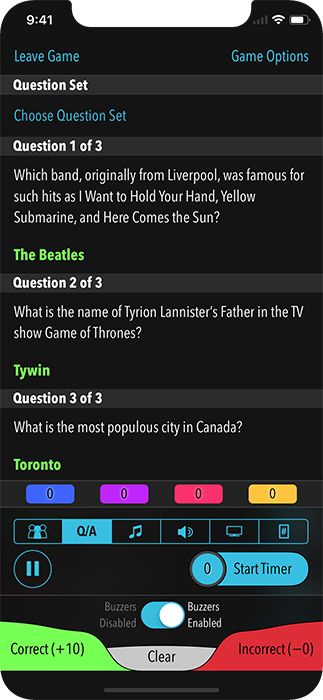 9:41
Leave Game Game Options
Question Set
Choose Question Set
Question 1 of 3
Which band, originally from Liverpool, was famous for
such hits as I Want to Hold Your Hand, Yellow
Submarine, and Here Comes the Sun?
The Beatles
Question 2 of 3
What is the name of Tyrion Lannister's Father in the TV
show Game of Thrones?
Tywin
Question 3 of 3
What is the most populous city in Canada?
Toronto
0 0 0 0
Q/A #
0 Start Timer
Buzzers Disabled
Buzzers Enabled
Correct (+10) Clear Incorrect (−0)